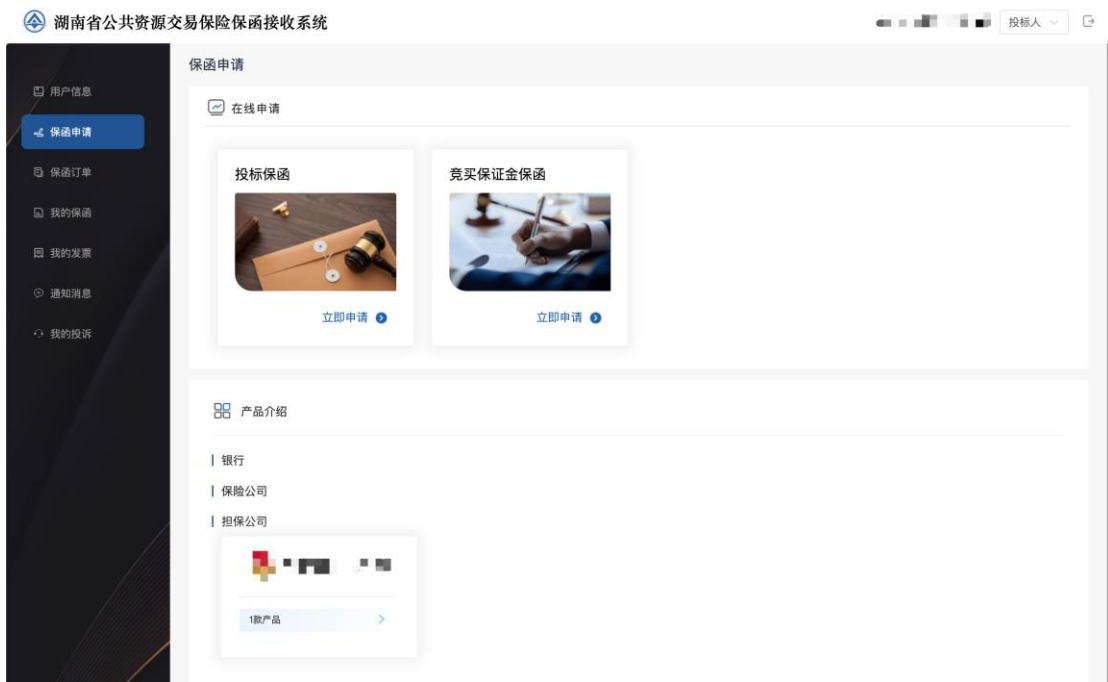 湖南省公共资源交易保险保函接收系统
投标人
用户信息
保函申请
保函订单
我的保函
我的发票
通知消息
我的投诉
保函申请
在线申请
投标保函
竞买保证金保函
立即申请
立即申请
产品介绍
银行
保险公司
担保公司
1款产品